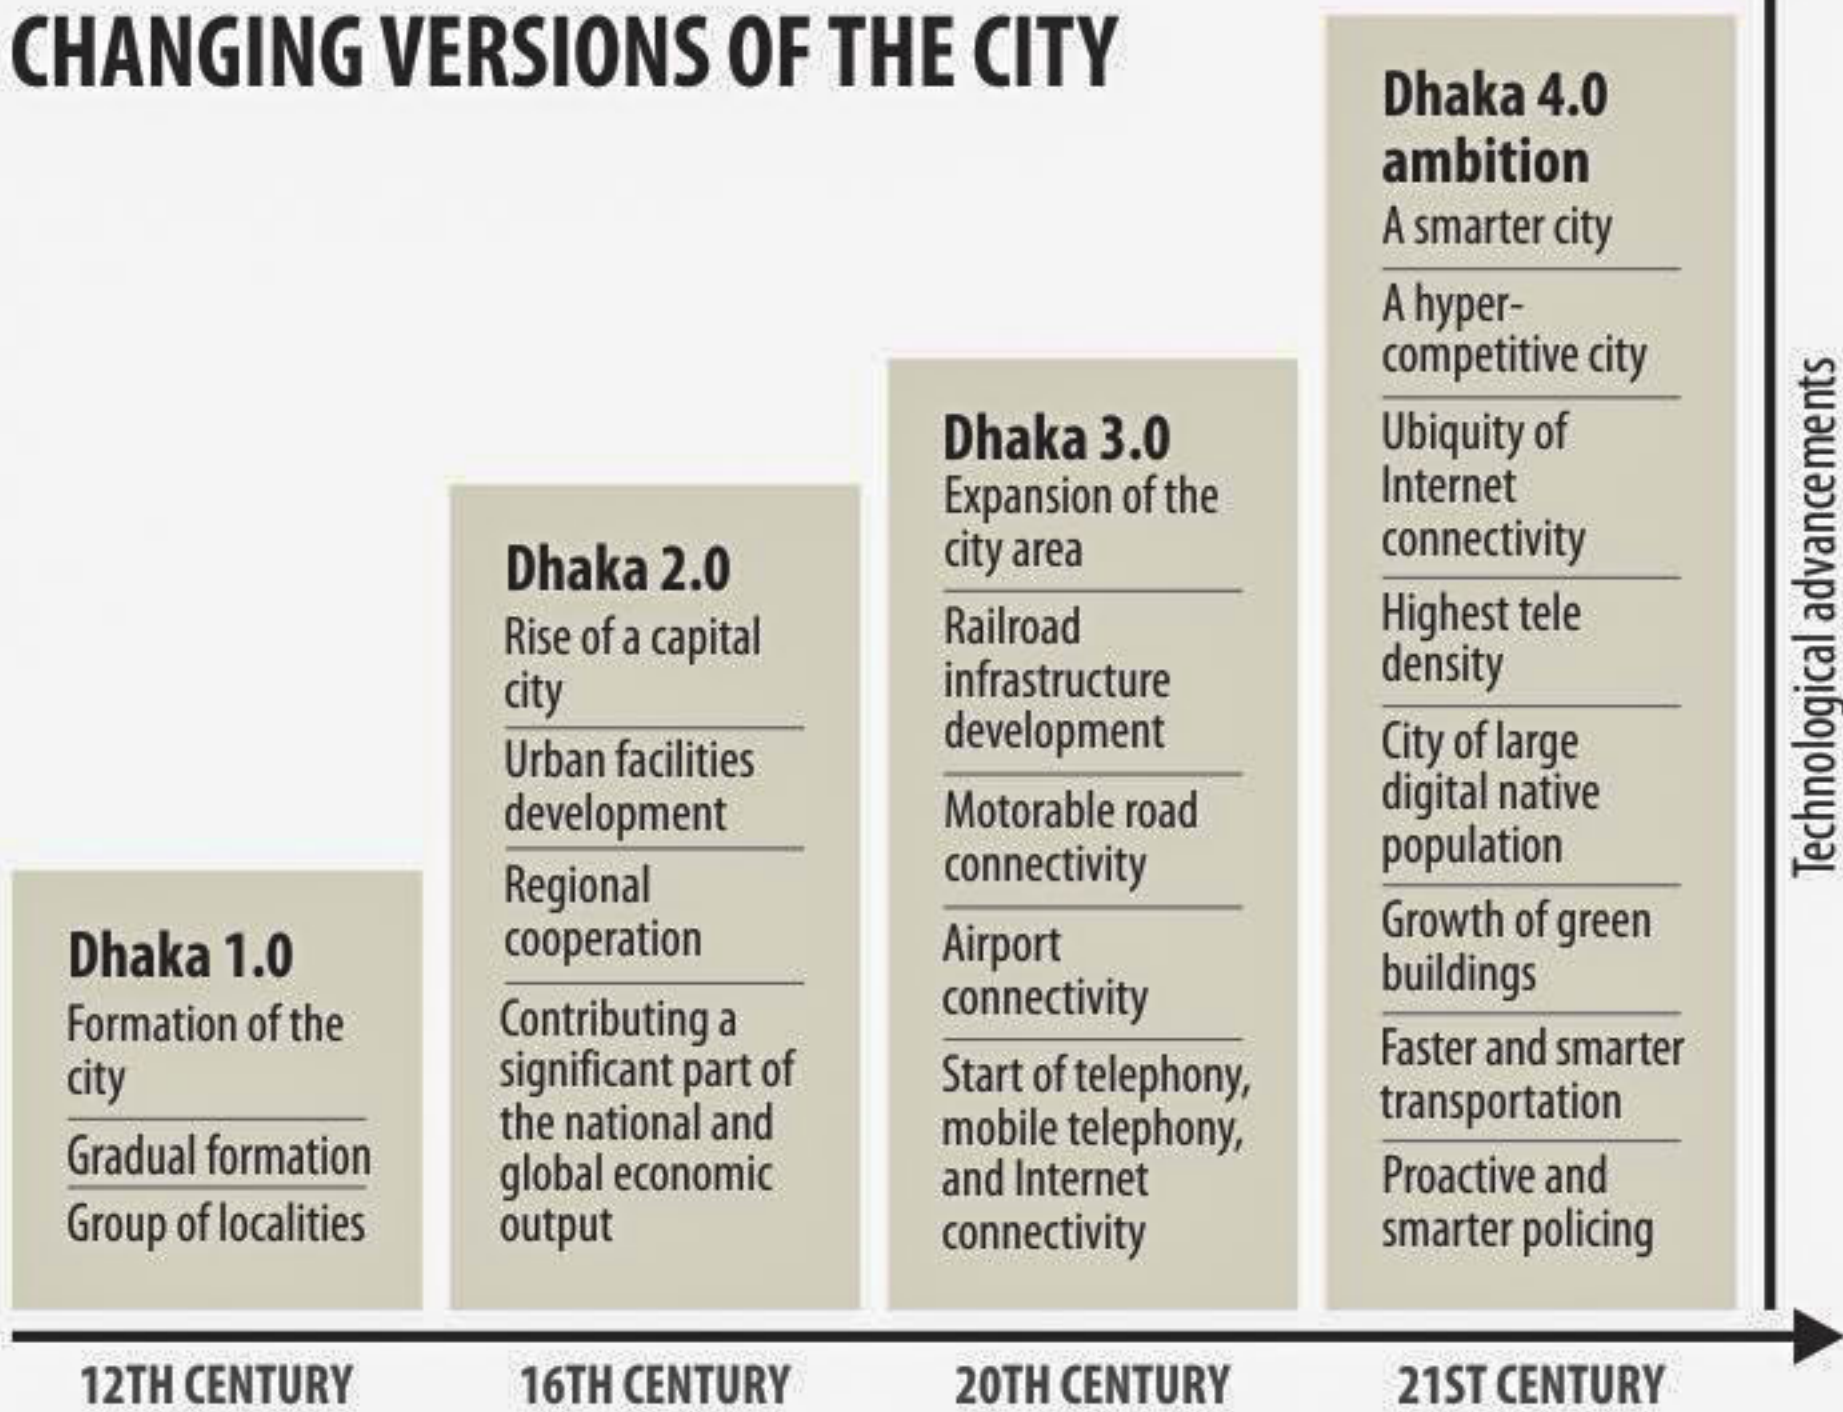 CHANGING VERSIONS OF THE CITY
Dhaka 1.0
Formation of the
city
Gradual formation
Group of localities
12TH CENTURY
Dhaka 2.0
Rise of a capital
city
Urban facilities
development
Regional
cooperation
Contributing a
significant part of
the national and
global economic
output
16TH CENTURY
Dhaka 3.0
Expansion of the
city area
Railroad
infrastructure
development
Motorable road
connectivity
Airport
connectivity
Start of telephony,
mobile telephony,
and Internet
connectivity
20TH CENTURY
Dhaka 4.0
ambition
A smarter city
A hyper-
competitive city
Ubiquity of
Internet
connectivity
Highest tele
density
City of large
digital native
population
Growth of green
buildings
Faster and smarter
transportation
Proactive and
smarter policing
21ST CENTURY
Technological advancements